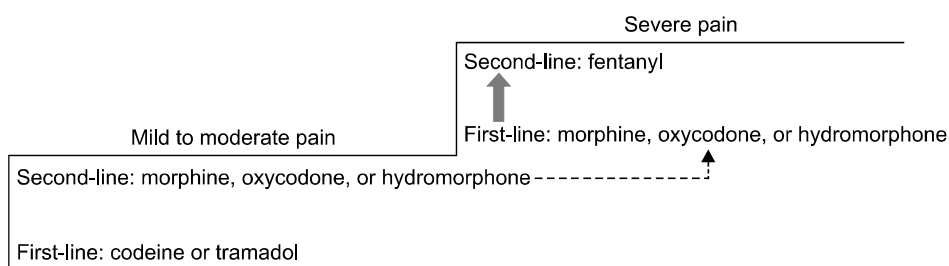 Severe pain
Second-line: fentanyl
First-line: morphine, oxycodone, or hydromorphone
Mild to moderate pain
Second-line: morphine, oxycodone, or hydromorphone
First-line: codeine or tramadol